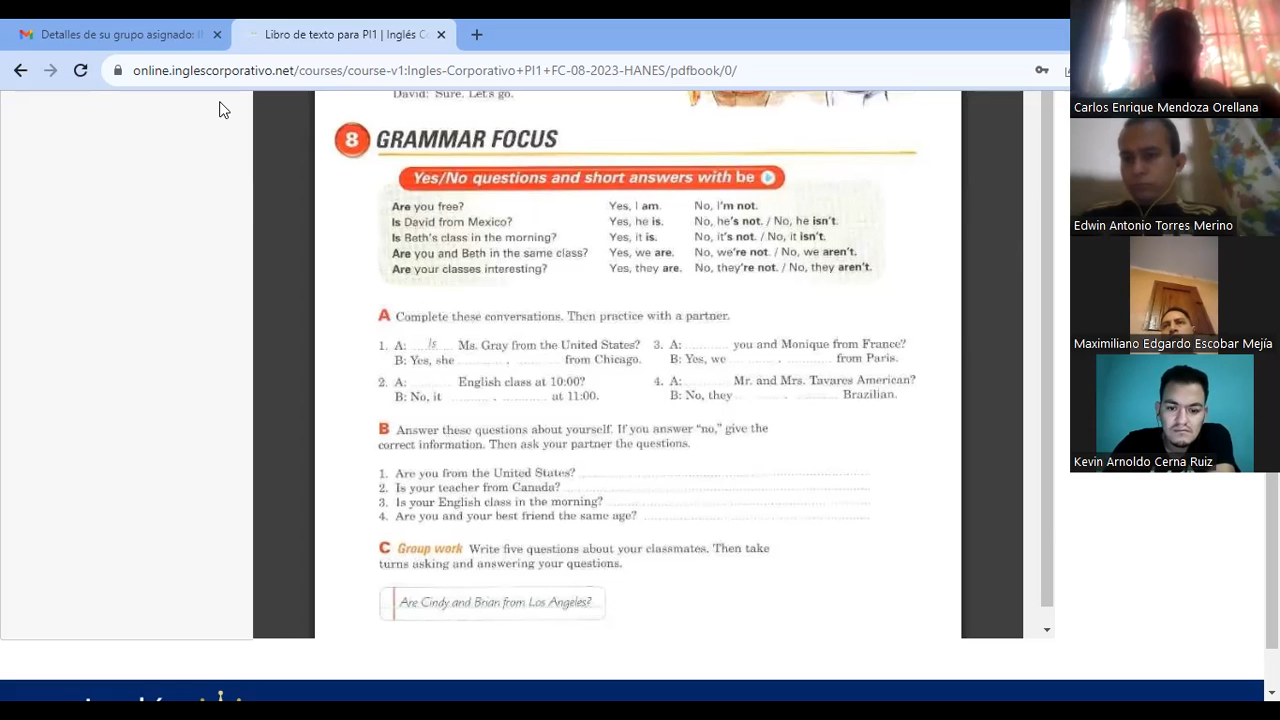 Detalles de su grupo asignado: I
Libro de texto para PI1 | Inglés C
online.inglescorporativo.net/courses/course-v1:Ingles-Corporativo+PI1+FC-08-2023-HANES/pdfbook/0/
David: Sure. Let's go.
8 GRAMMAR FOCUS
Yes/No questions and short answers with be
Are you free? Yes, I am. No, I'm not.
Is David from Mexico? Yes, he is. No, he's not. / No, he isn't.
Is Beth's class in the morning? Yes, it is. No, it's not. / No, it isn't.
Are you and Beth in the same class? Yes, we are. No, we're not. / No, we aren't.
Are your classes interesting? Yes, they are. No, they're not. / No, they aren't.
A Complete these conversations. Then practice with a partner.
1. A: Is Ms. Gray from the United States?
B: Yes, she ........ . ........ from Chicago.
2. A: ........ English class at 10:00?
B: No, it ........ . ........ at 11:00.
3. A: ........ you and Monique from France?
B: Yes, we ........ . ........ from Paris.
4. A: ........ Mr. and Mrs. Tavares American?
B: No, they ........ . ........ Brazilian.
B Answer these questions about yourself. If you answer “no,” give the
correct information. Then ask your partner the questions.
1. Are you from the United States?
2. Is your teacher from Canada?
3. Is your English class in the morning?
4. Are you and your best friend the same age?
C Group work Write five questions about your classmates. Then take
turns asking and answering your questions.
Are Cindy and Brian from Los Angeles?
Carlos Enrique Mendoza Orellana
Edwin Antonio Torres Merino
Maximiliano Edgardo Escobar Mejía
Kevin Arnoldo Cerna Ruiz